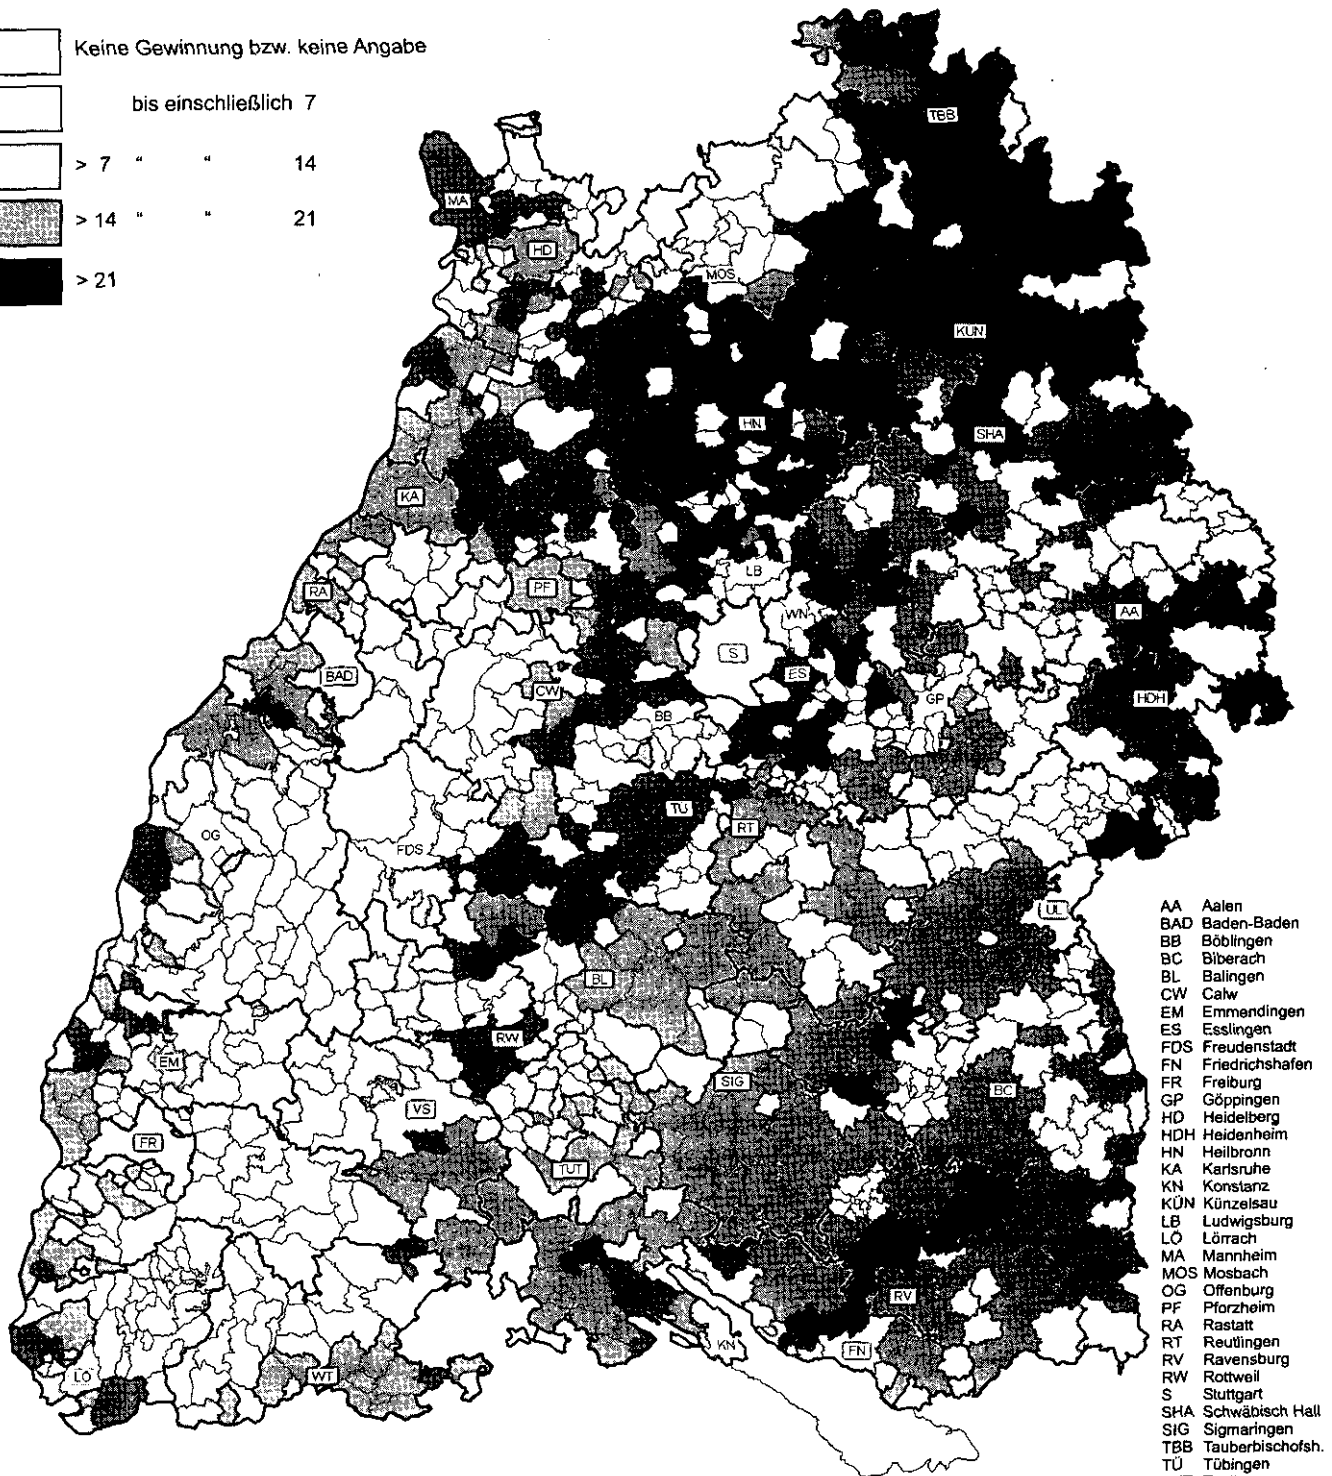 Keine Gewinnung bzw. keine Angabe
bis einschließlich 7
> 7 " " 14
> 14 " " 21
> 21
TBB
MA
HD
MOS
KÜN
HN
SHA
KA
LB
PF
RA
WN
AA
S
BAD
ES
CW
HDH
GP
BB
TÜ
RT
OG
FDS
UL
BL
RW
EM
SIG
BC
VS
FR
TUT
RV
KN
FN
WT
LÖ
AA Aalen
BAD Baden-Baden
BB Böblingen
BC Biberach
BL Balingen
CW Calw
EM Emmendingen
ES Esslingen
FDS Freudenstadt
FN Friedrichshafen
FR Freiburg
GP Göppingen
HD Heidelberg
HDH Heidenheim
HN Heilbronn
KA Karlsruhe
KN Konstanz
KÜN Künzelsau
LB Ludwigsburg
LÖ Lörrach
MA Mannheim
MOS Mosbach
OG Offenburg
PF Pforzheim
RA Rastatt
RT Reutlingen
RV Ravensburg
RW Rottweil
S Stuttgart
SHA Schwäbisch Hall
SIG Sigmaringen
TBB Tauberbischofsh.
TÜ Tübingen